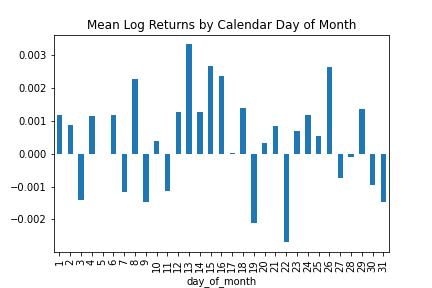 Mean Log Returns by Calendar Day of Month
0.003
0.002
0.001
0.000
−0.001
−0.002
1 2 3 4 5 6 7 8 9 10 11 12 13 14 15 16 17 18 19 20 21 22 23 24 25 26 27 28 29 30 31
day_of_month